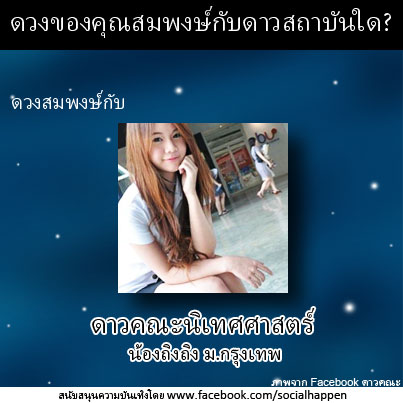 ดวงของคุณสมพงษ์กับดาวสถาบันใด?
ดวงสมพงษ์กับ
ดาวคณะนิเทศศาสตร์
น้องถิงถิง ม.กรุงเทพ
ภาพจาก Facebook ดาวคณะ
สนับสนุนความบันเทิงโดย www.facebook.com/socialhappen